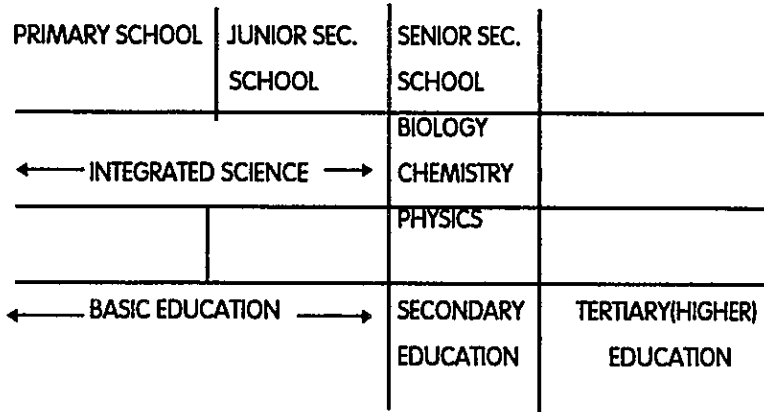 PRIMARY SCHOOL JUNIOR SEC. SENIOR SEC.
SCHOOL SCHOOL
BIOLOGY
INTEGRATED SCIENCE CHEMISTRY
PHYSICS
BASIC EDUCATION SECONDARY TERTIARY(HIGHER)
EDUCATION EDUCATION